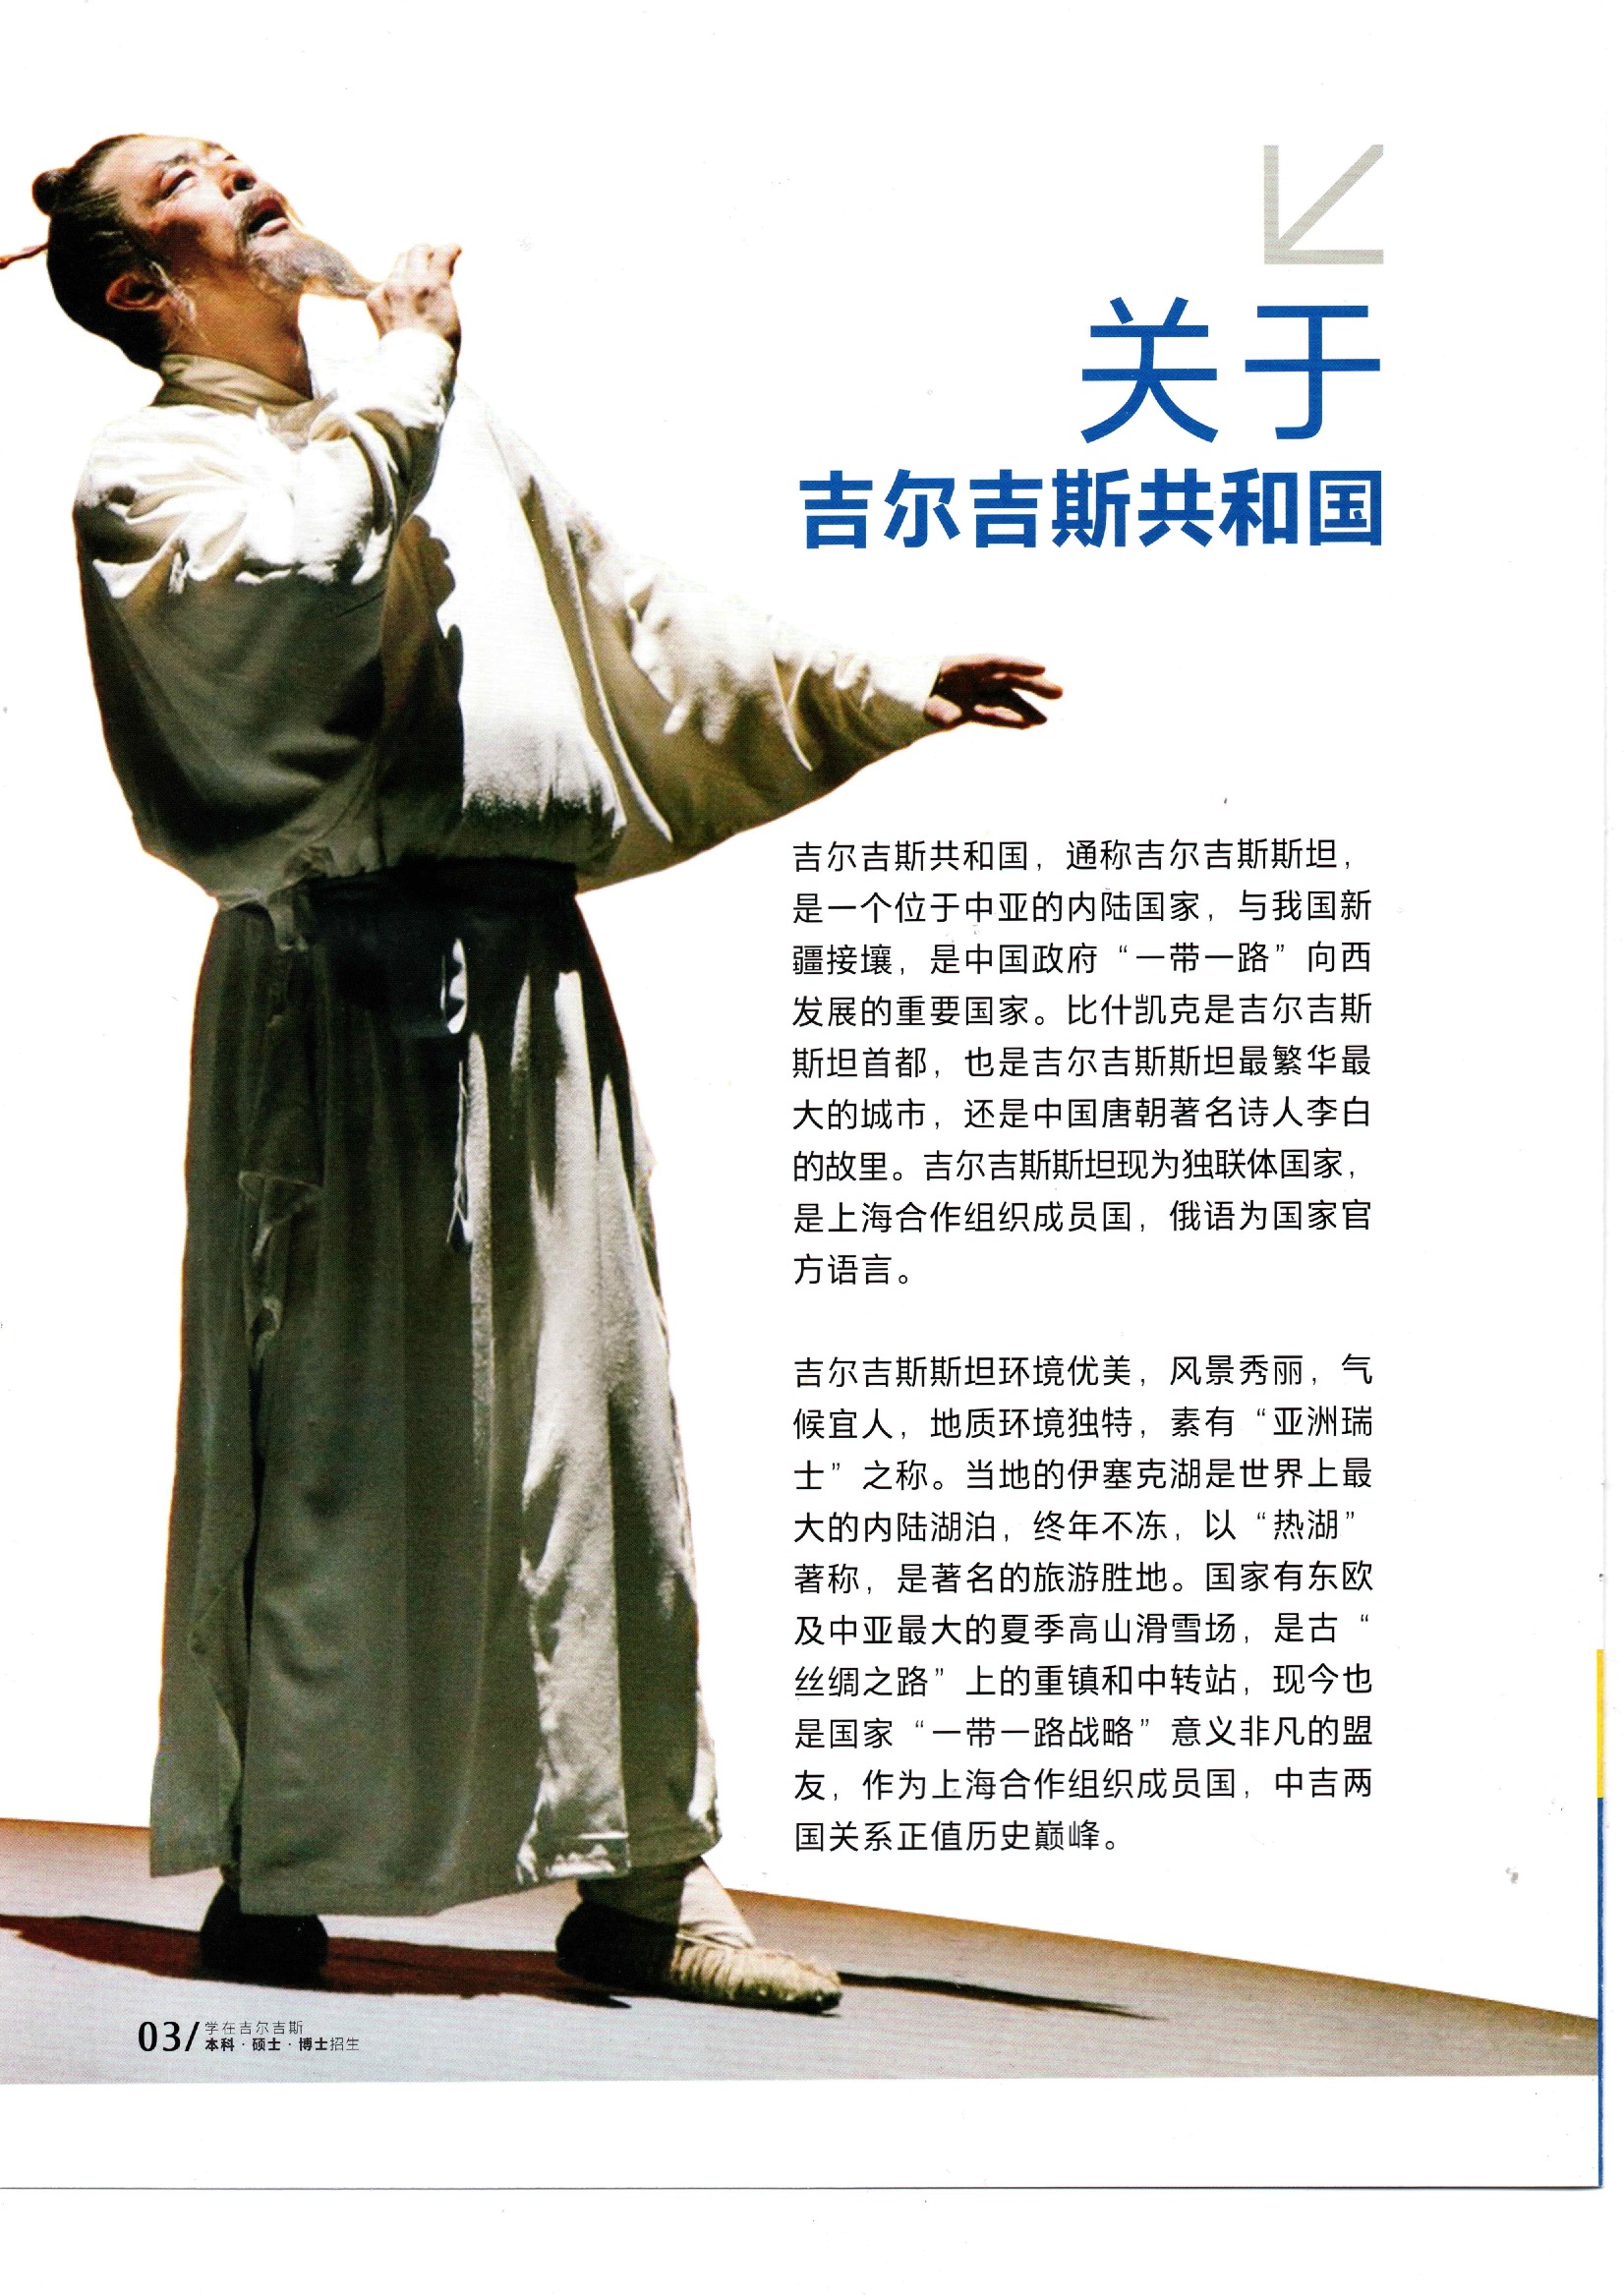 关于
吉尔吉斯共和国
吉尔吉斯共和国，通称吉尔吉斯斯坦，
是一个位于中亚的内陆国家，与我国新
疆接壤，是中国政府“一带一路”向西
发展的重要国家。比什凯克是吉尔吉斯
斯坦首都，也是吉尔吉斯斯坦最繁华最
大的城市，还是中国唐朝著名诗人李白
的故里。吉尔吉斯斯坦现为独联体国家，
是上海合作组织成员国，俄语为国家官
方语言。
吉尔吉斯斯坦环境优美，风景秀丽，气
候宜人，地质环境独特，素有“亚洲瑞
士”之称。当地的伊塞克湖是世界上最
大的内陆湖泊，终年不冻，以“热湖”
著称，是著名的旅游胜地。国家有东欧
及中亚最大的夏季高山滑雪场，是古“
丝绸之路”上的重镇和中转站，现今也
是国家“一带一路战略”意义非凡的盟
友，作为上海合作组织成员国，中吉两
国关系正值历史巅峰。
03/
学在吉尔吉斯
本科·硕士·博士招生